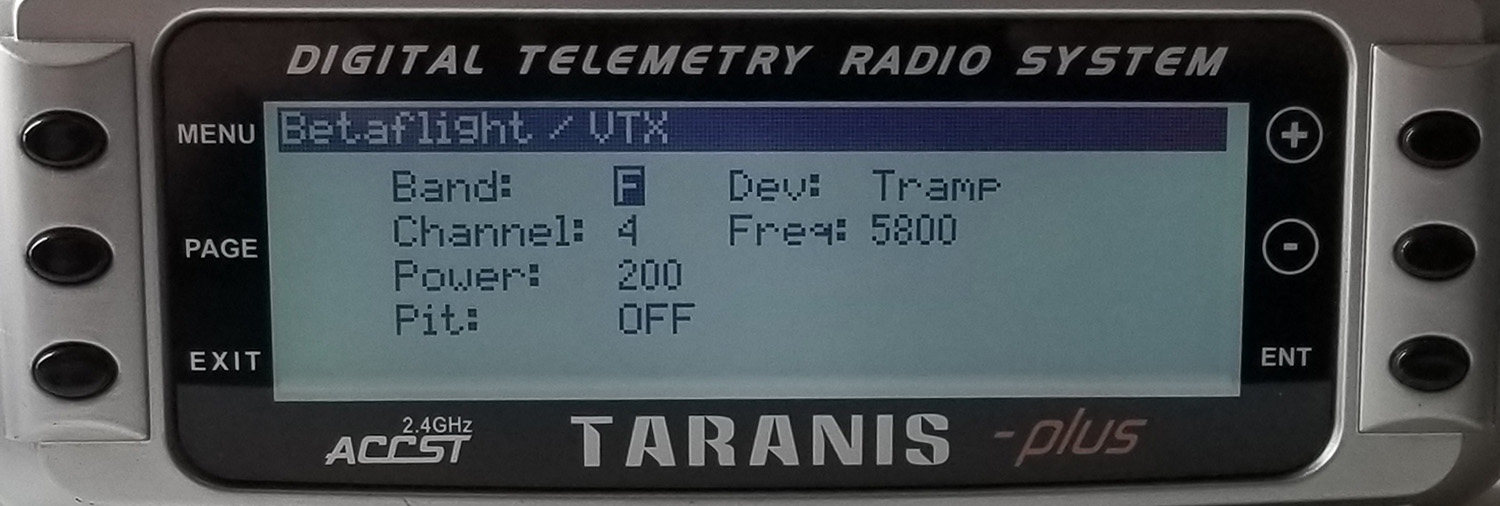 DIGITAL TELEMETRY RADIO SYSTEM
MENU
PAGE
EXIT
Betaflight / VTX
Band: F Dev: Tramp
Channel: 4 Freq: 5800
Power: 200
Pit: OFF
+
-
ENT
2.4GHz
ACCST
TARANIS -plus